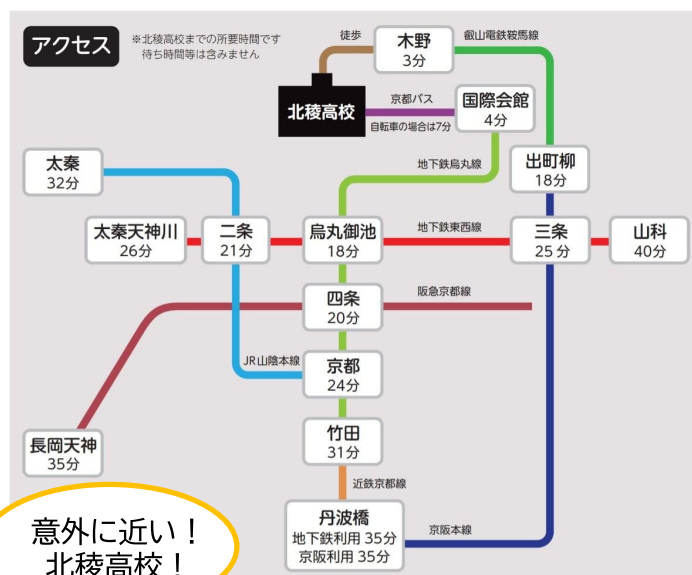 アクセス
※北稜高校までの所要時間です
待ち時間等は含みません
徒歩
木野
3分
叡山電鉄鞍馬線
北稜高校
京都バス
自転車の場合は7分
国際会館
4分
地下鉄烏丸線
出町柳
18分
太秦
32分
太秦天神川
26分
二条
21分
烏丸御池
18分
地下鉄東西線
三条
25分
山科
40分
四条
20分
阪急京都線
JR山陰本線
京都
24分
長岡天神
35分
竹田
31分
近鉄京都線
丹波橋
地下鉄利用 35分
京阪利用 35分
京阪本線
意外に近い！
北稜高校！